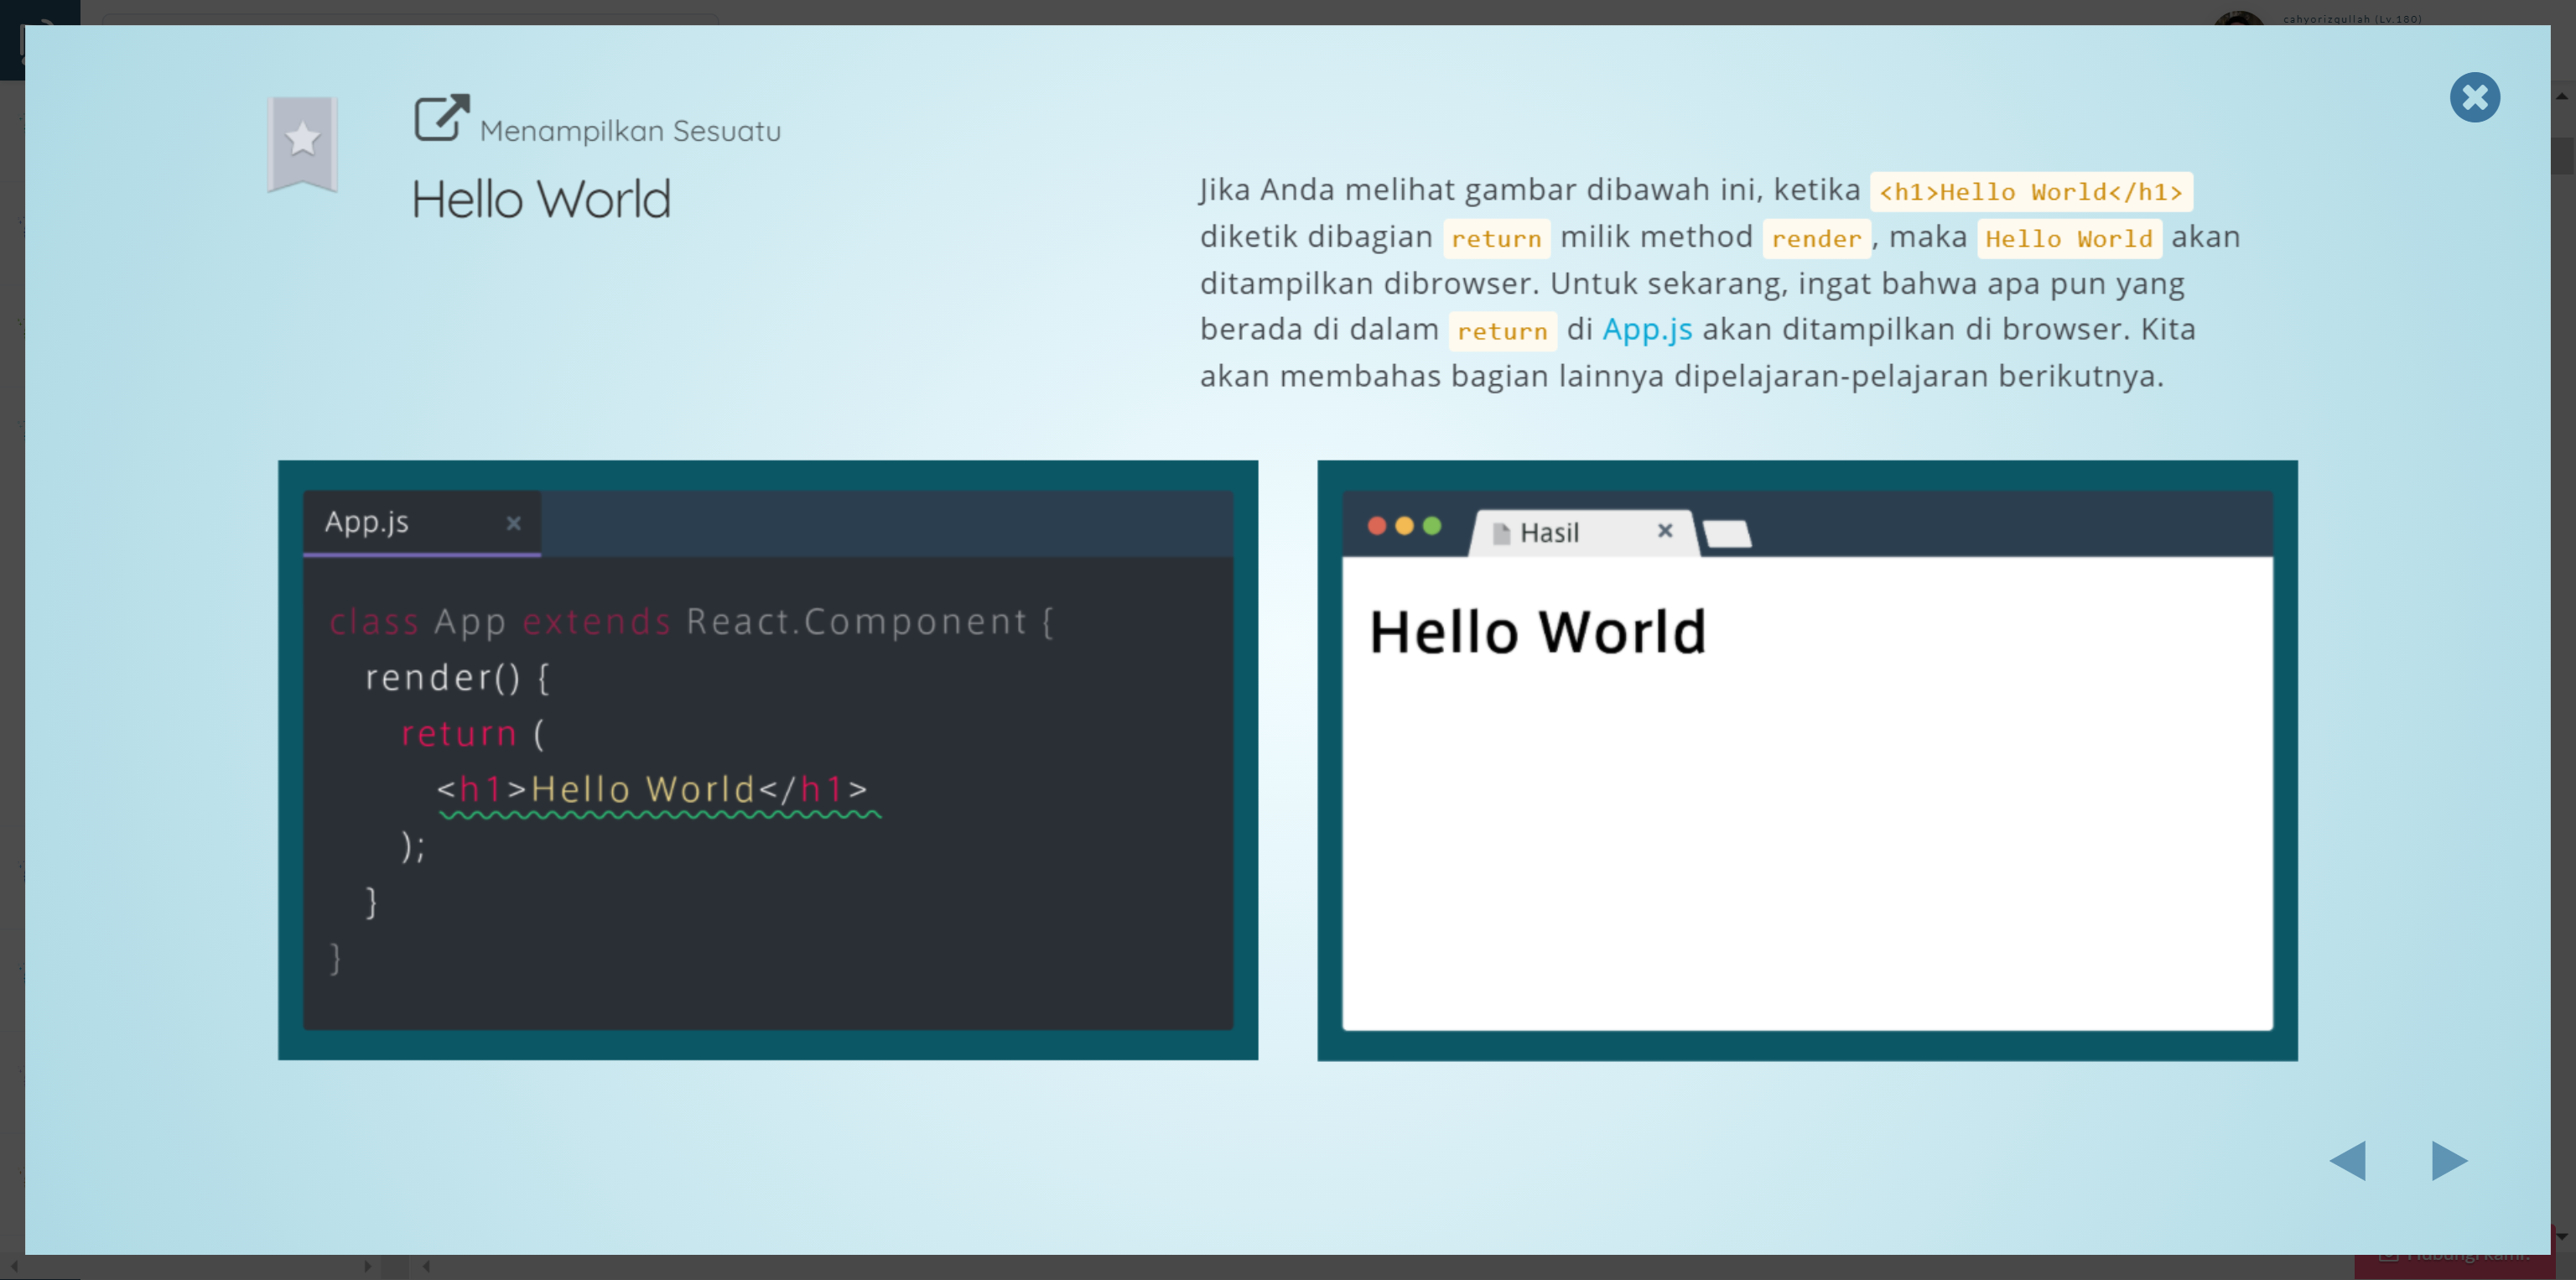 cahyorizqullah (Lv.180)
Menampilkan Sesuatu
Hello World
Jika Anda melihat gambar dibawah ini, ketika <h1>Hello World</h1>
diketik dibagian return milik method render, maka Hello World akan
ditampilkan dibrowser. Untuk sekarang, ingat bahwa apa pun yang
berada di dalam return di App.js akan ditampilkan di browser. Kita
akan membahas bagian lainnya dipelajaran-pelajaran berikutnya.
App.js
class App extends React.Component {
render() {
return (
<h1>Hello World</h1>
);
}
}
Hasil
Hello World
Hubungi kami!